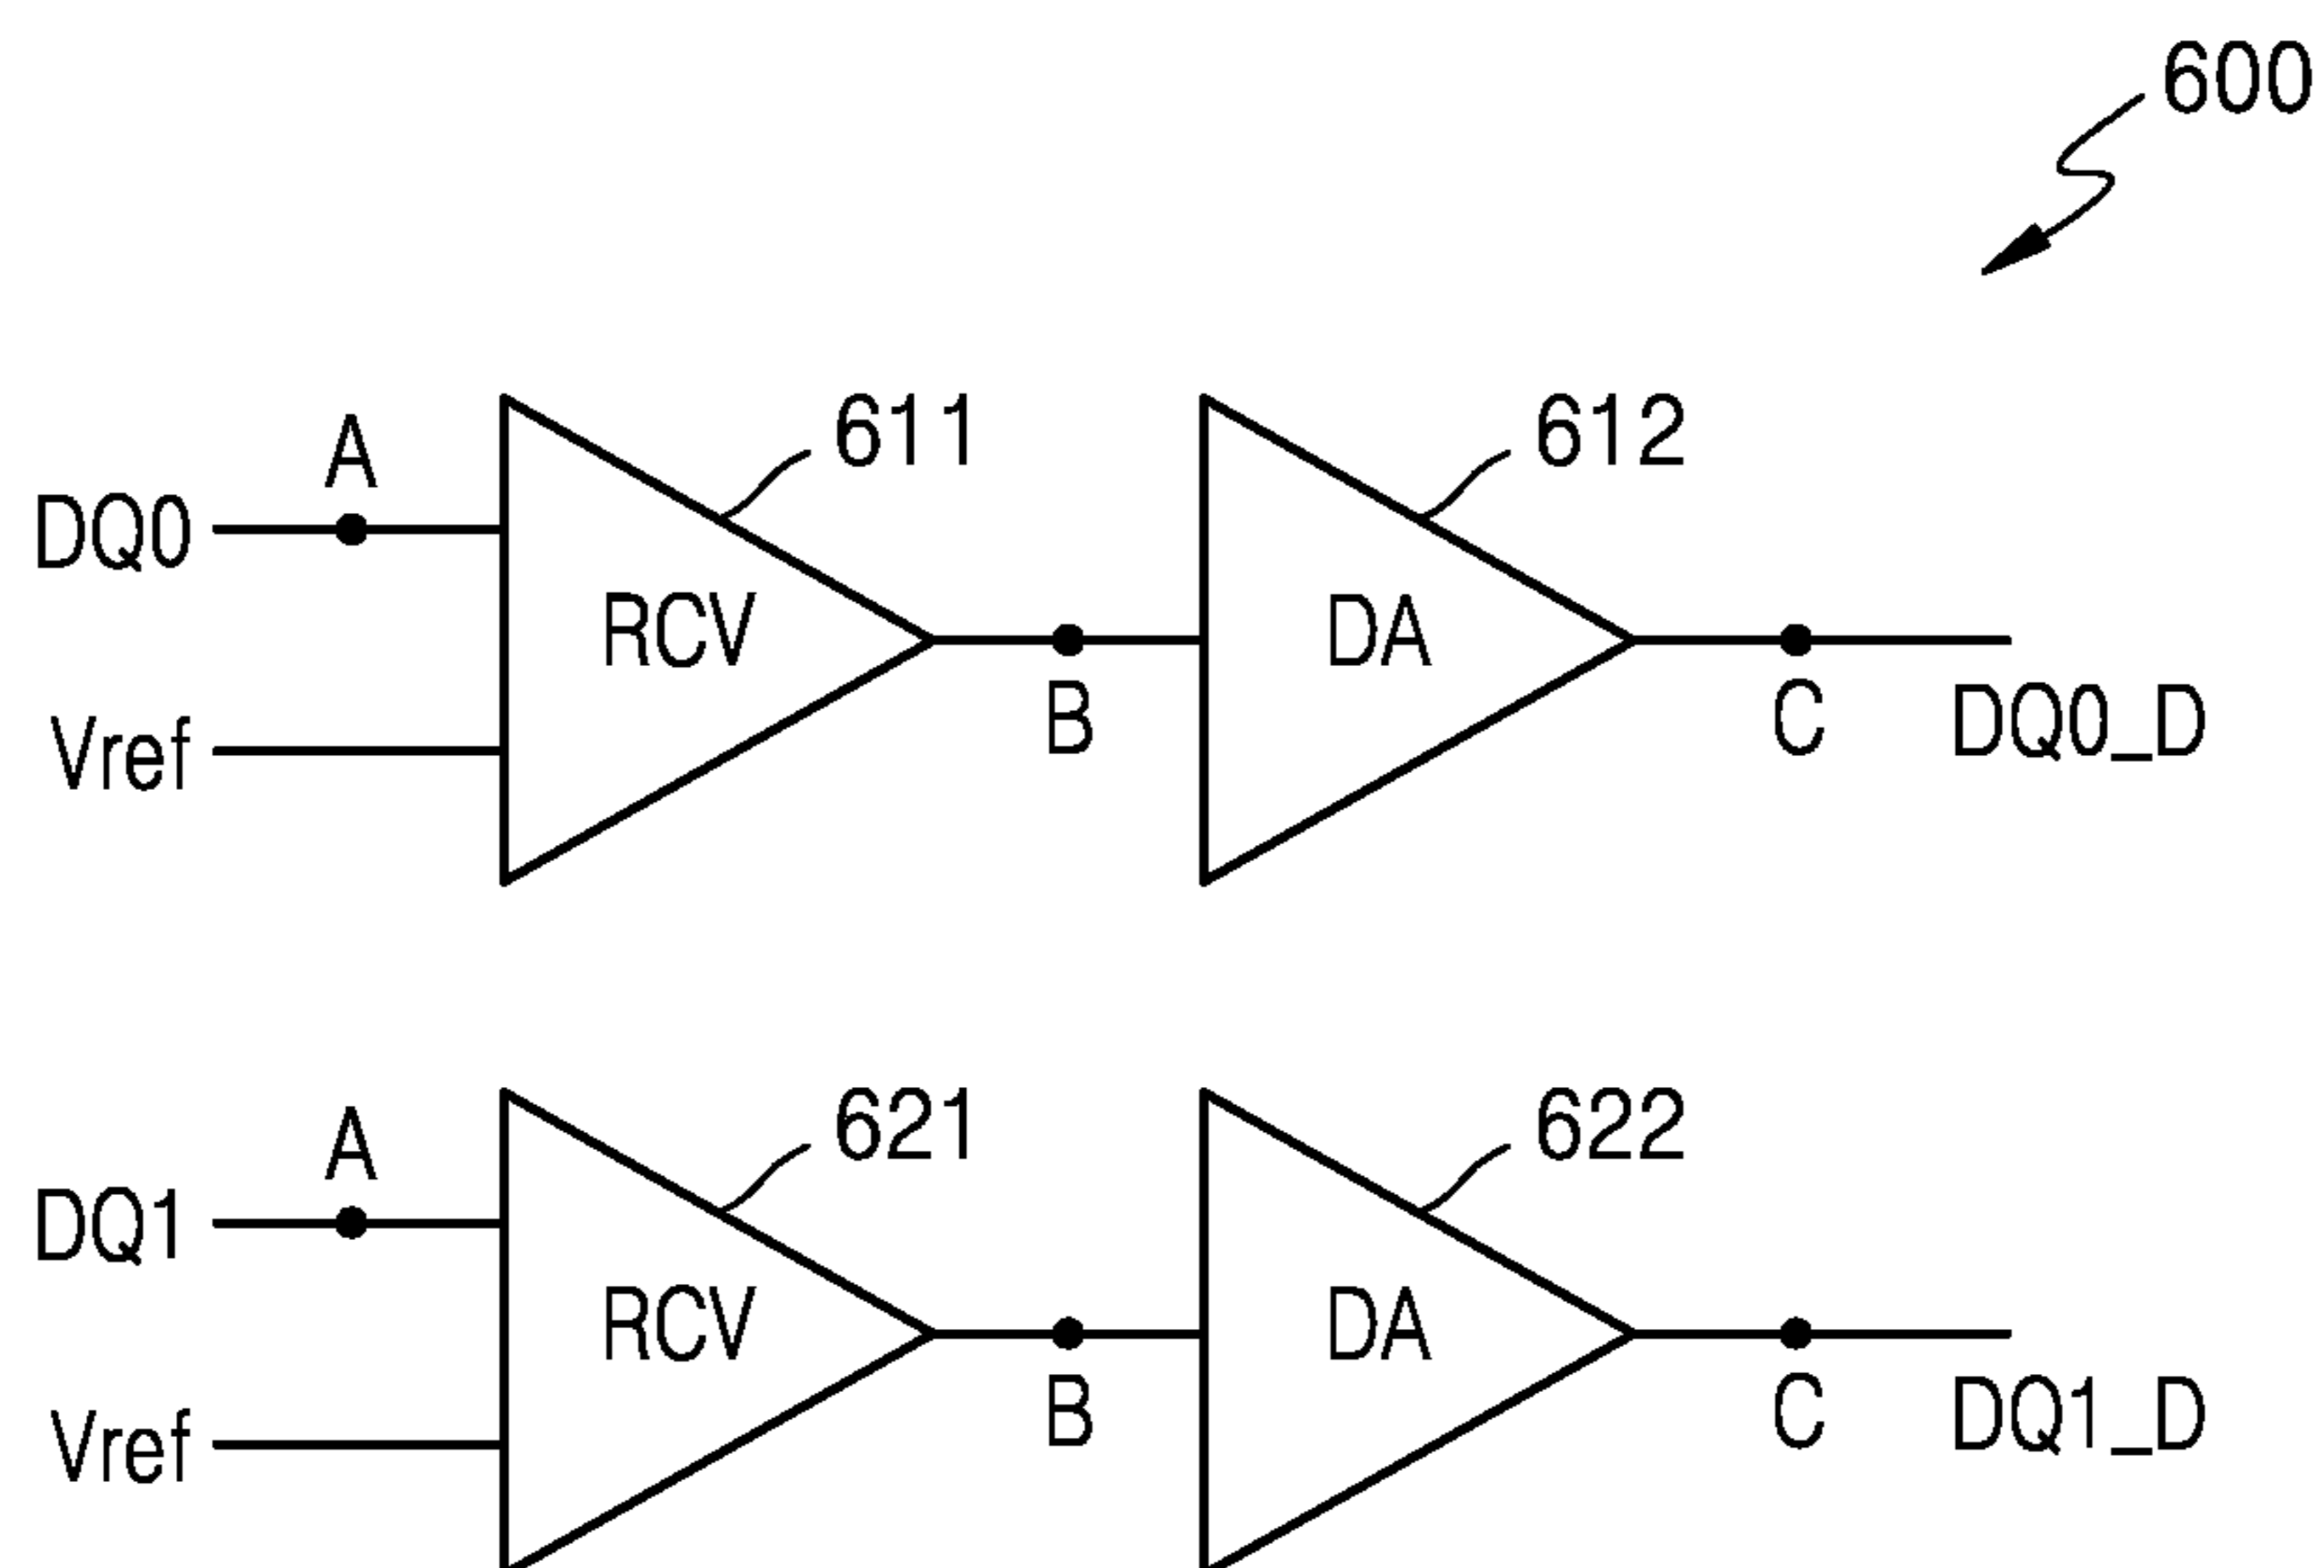 600
A
611
612
DQ0
RCV
DA
Vref
B
C
DQ0_D
A
621
622
DQ1
RCV
DA
Vref
B
C
DQ1_D